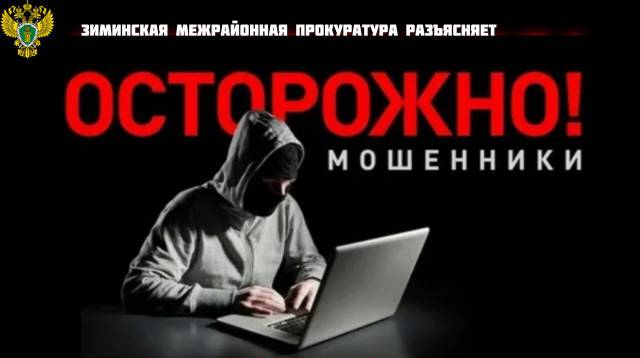 ЗИМИНСКАЯ МЕЖРАЙОННАЯ ПРОКУРАТУРА РАЗЪЯСНЯЕТ
ОСТОРОЖНО!
МОШЕННИКИ